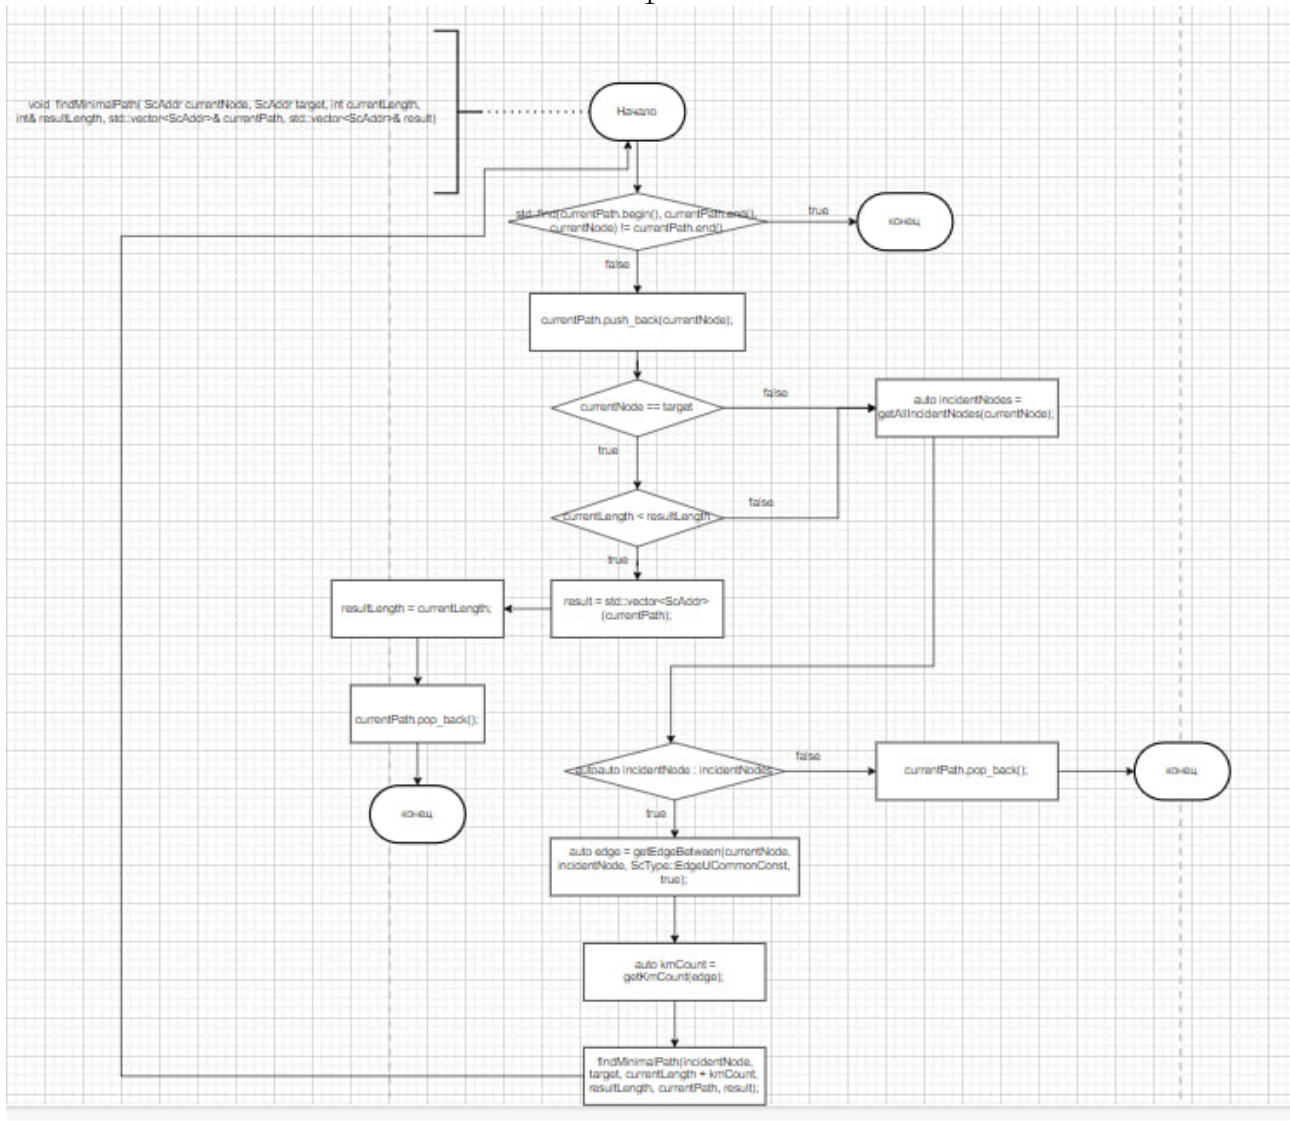 void findMinimalPath( ScAddr currentNode, ScAddr target, int currentLength,
int& resultLength, std::vector<ScAddr>& currentPath, std::vector<ScAddr>& result)
Начало
std::find(currentPath.begin(), currentPath.end(),
currentNode) != currentPath.end()
true
конец
false
currentPath.push_back(currentNode);
currentNode == target
false
auto incidentNodes =
getAllIncidentNodes(currentNode);
true
currentLength < resultLength
false
true
result = std::vector<ScAddr>
(currentPath);
resultLength = currentLength;
currentPath.pop_back();
конец
autoauto incidentNode : incidentNodes
false
currentPath.pop_back();
конец
true
auto edge = getEdgeBetween(currentNode,
incidentNode, ScType::EdgeUCommonConst,
true);
auto kmCount =
getKmCount(edge);
findMinimalPath(incidentNode,
target, currentLength + kmCount,
resultLength, currentPath, result);